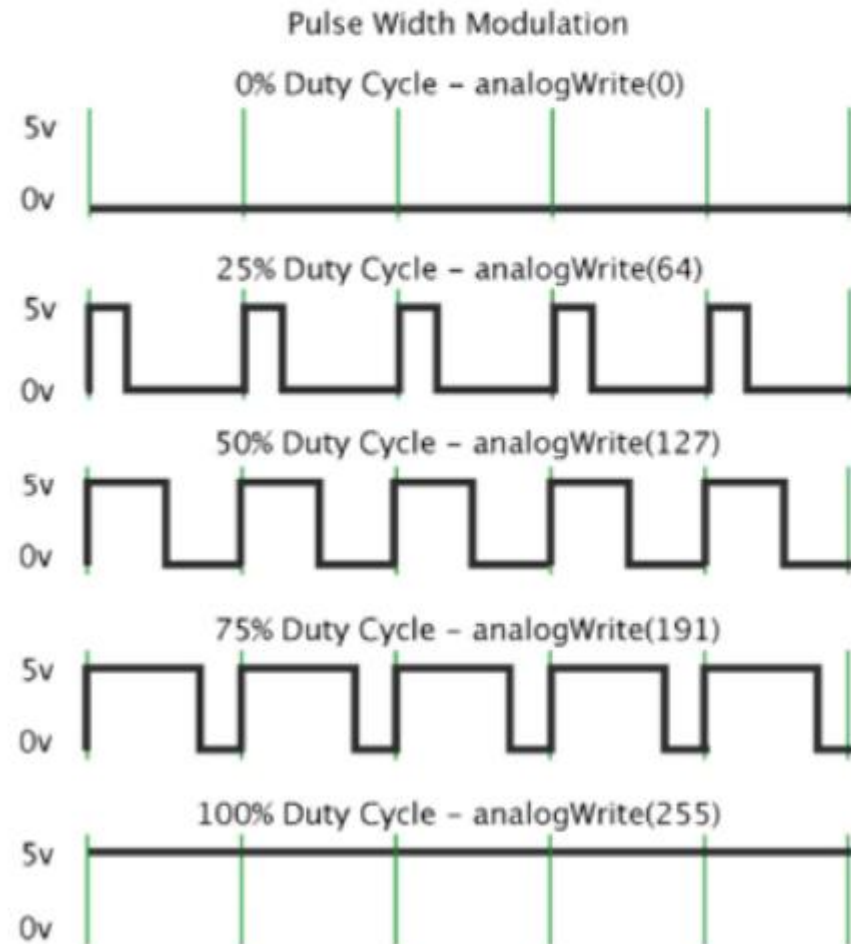 Pulse Width Modulation
0% Duty Cycle – analogWrite(0)
5v
0v
25% Duty Cycle – analogWrite(64)
5v
0v
50% Duty Cycle – analogWrite(127)
5v
0v
75% Duty Cycle – analogWrite(191)
5v
0v
100% Duty Cycle – analogWrite(255)
5v
0v